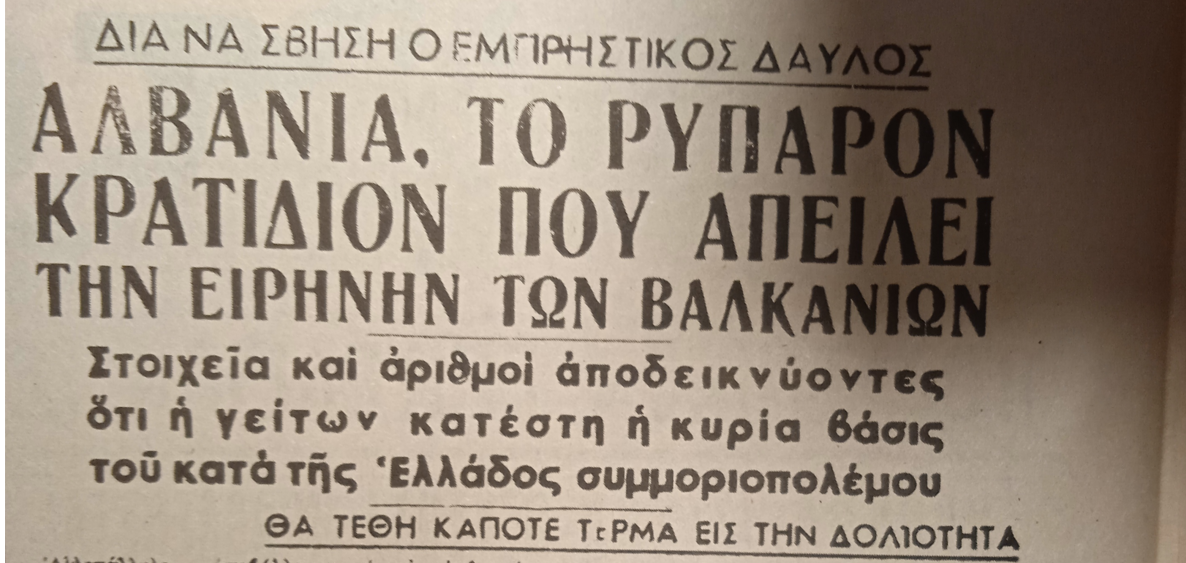 ΔΙΑ ΝΑ ΣΒΗΣΗ Ο ΕΜΠΡΗΣΤΙΚΟΣ ΔΑΥΛΟΣ
ΑΛΒΑΝΙΑ, ΤΟ ΡΥΠΑΡΟΝ
ΚΡΑΤΙΔΙΟΝ ΠΟΥ ΑΠΕΙΛΕΙ
ΤΗΝ ΕΙΡΗΝΗΝ ΤΩΝ ΒΑΛΚΑΝΙΩΝ
Στοιχεῖα καὶ ἀριθμοὶ ἀποδεικνύοντες
ὅτι ἡ γείτων κατέστη ἡ κυρία βάσις
τοῦ κατὰ τῆς Ἑλλάδος συμμοριοπολέμου
ΘΑ ΤΕΘΗ ΚΑΠΟΤΕ ΤΕΡΜΑ ΕΙΣ ΤΗΝ ΔΟΛΙΟΤΗΤΑ